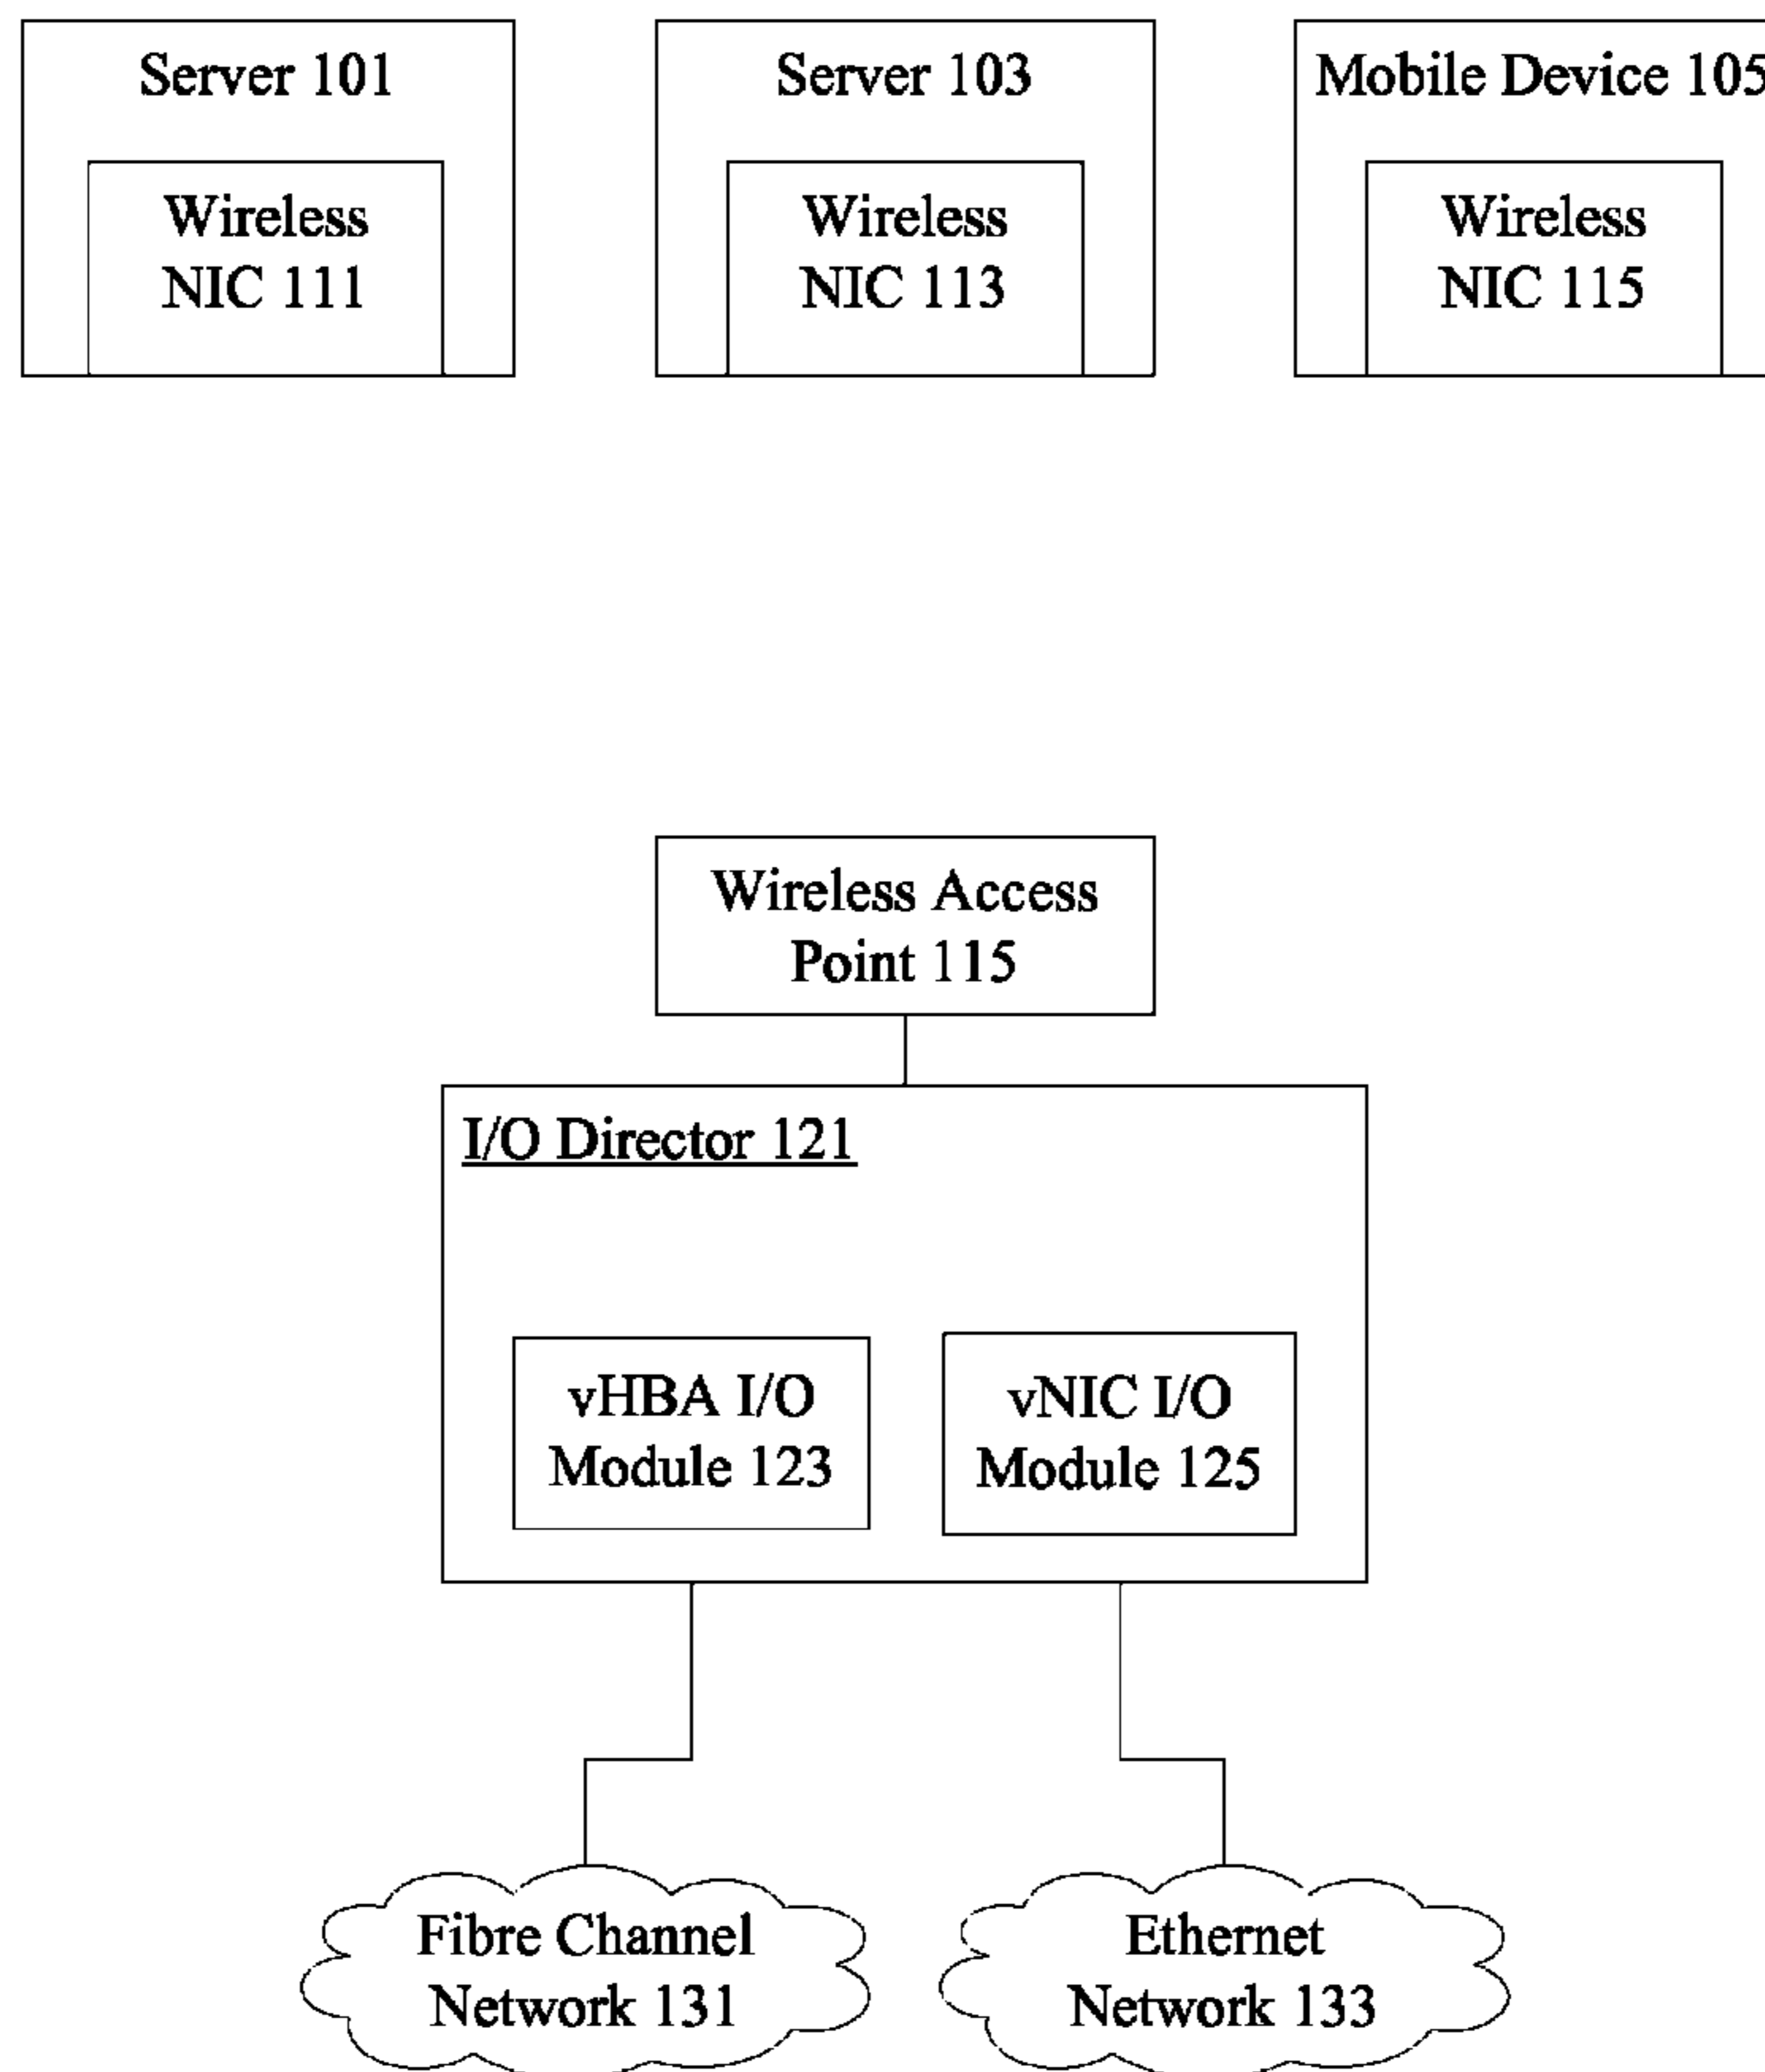 Server 101
Wireless
NIC 111
Server 103
Wireless
NIC 113
Mobile Device 105
Wireless
NIC 115
Wireless Access
Point 115
I/O Director 121
vHBA I/O
Module 123
vNIC I/O
Module 125
Fibre Channel
Network 131
Ethernet
Network 133